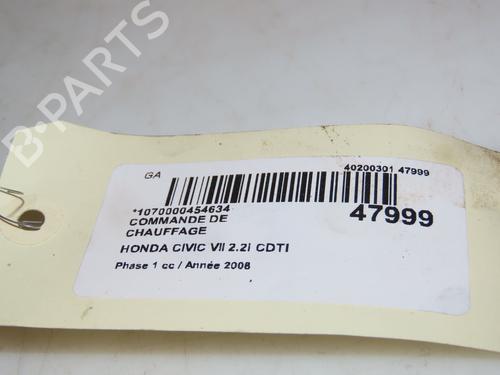 B-PARTS
GA
40200301 47999
*1070000454634
47999
COMMANDE DE
CHAUFFAGE
HONDA CIVIC VII 2.2i CDTI
Phase 1 cc / Année 2008